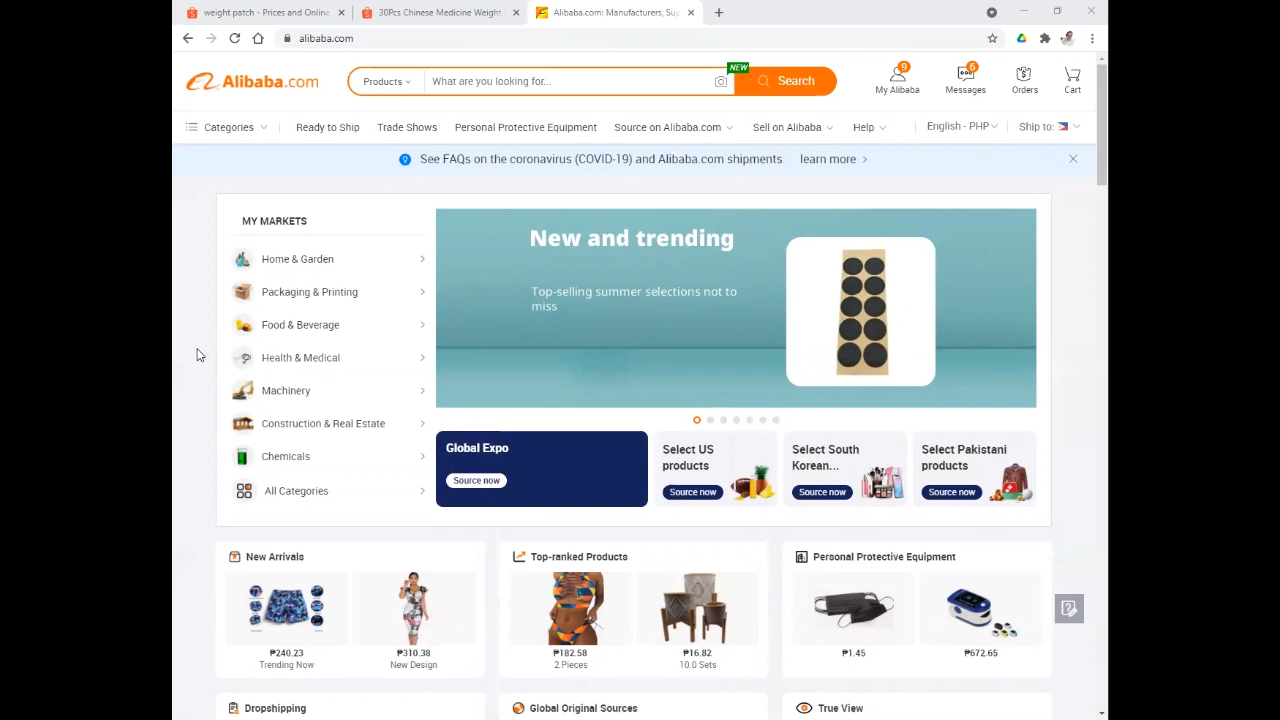 weight patch - Prices and Online
30Pcs Chinese Medicine Weight
Alibaba.com: Manufacturers, Sup
alibaba.com
Alibaba.com
Products
What are you looking for...
NEW
Search
9
My Alibaba
6
Messages
Orders
Cart
Categories
Ready to Ship
Trade Shows
Personal Protective Equipment
Source on Alibaba.com
Sell on Alibaba
Help
English - PHP
Ship to:
See FAQs on the coronavirus (COVID-19) and Alibaba.com shipments
learn more
MY MARKETS
Home & Garden
Packaging & Printing
Food & Beverage
Health & Medical
Machinery
Construction & Real Estate
Chemicals
All Categories
New and trending
Top-selling summer selections not to
miss
Global Expo
Source now
Select US
products
Source now
Select South
Korean...
Source now
Select Pakistani
products
Source now
New Arrivals
₱240.23
Trending Now
₱310.38
New Design
Top-ranked Products
₱182.58
2 Pieces
₱16.82
10.0 Sets
Personal Protective Equipment
₱1.45
₱672.65
Dropshipping
Global Original Sources
True View